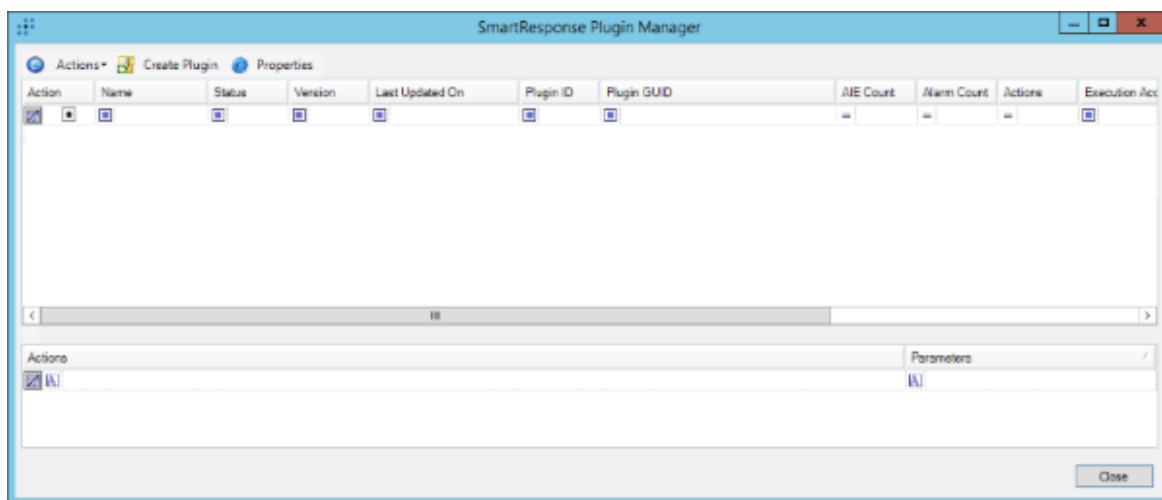 SmartResponse Plugin Manager
Actions Create Plugin Properties
Action Name Status Version Last Updated On Plugin ID Plugin GUID AIE Count Alarm Count Actions Execution Acc
Actions Parameters
Close